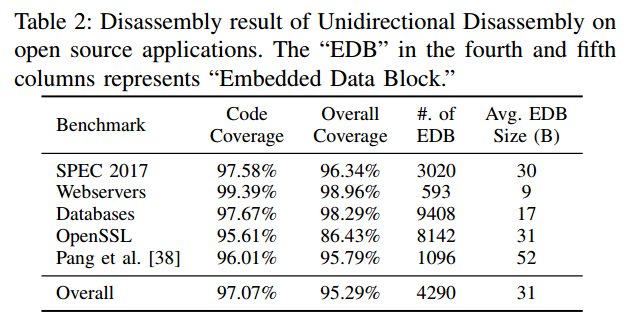 Table 2: Disassembly result of Unidirectional Disassembly on
open source applications. The “EDB” in the fourth and fifth
columns represents “Embedded Data Block.”
Benchmark Code Coverage Overall Coverage #. of EDB Avg. EDB Size (B)
SPEC 2017 97.58% 96.34% 3020 30
Webservers 99.39% 98.96% 593 9
Databases 97.67% 98.29% 9408 17
OpenSSL 95.61% 86.43% 8142 31
Pang et al. [38] 96.01% 95.79% 1096 52
Overall 97.07% 95.29% 4290 31